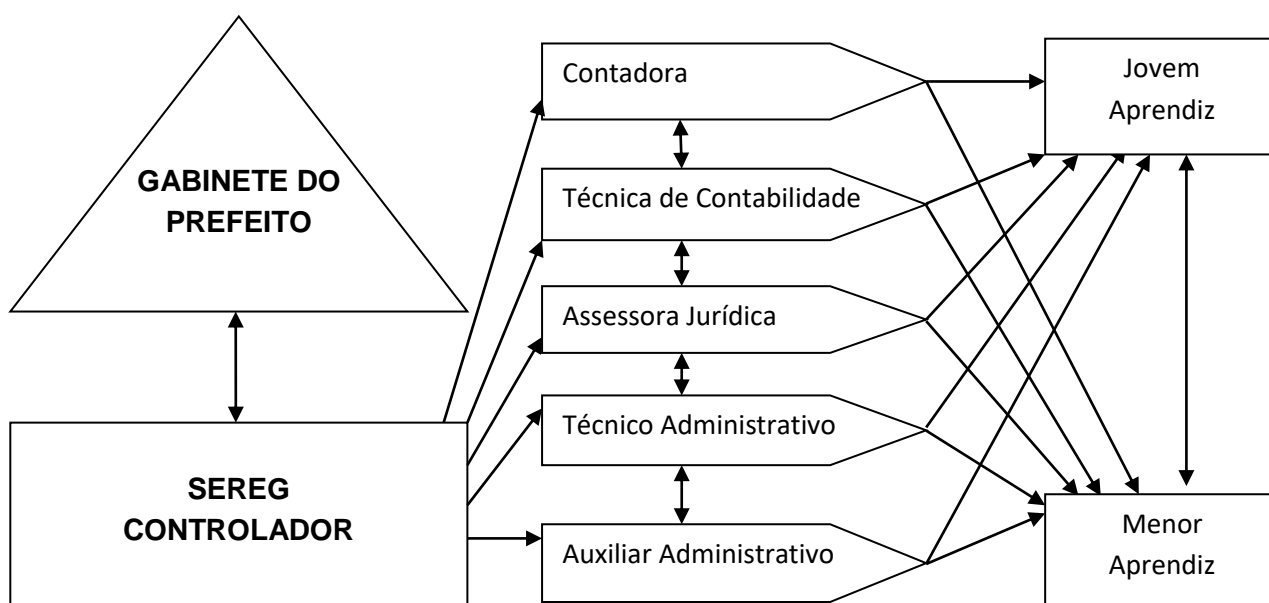 GABINETE DO
PREFEITO
SEREG
CONTROLADOR
Contadora
Técnica de Contabilidade
Assessora Jurídica
Técnico Administrativo
Auxiliar Administrativo
Jovem
Aprendiz
Menor
Aprendiz